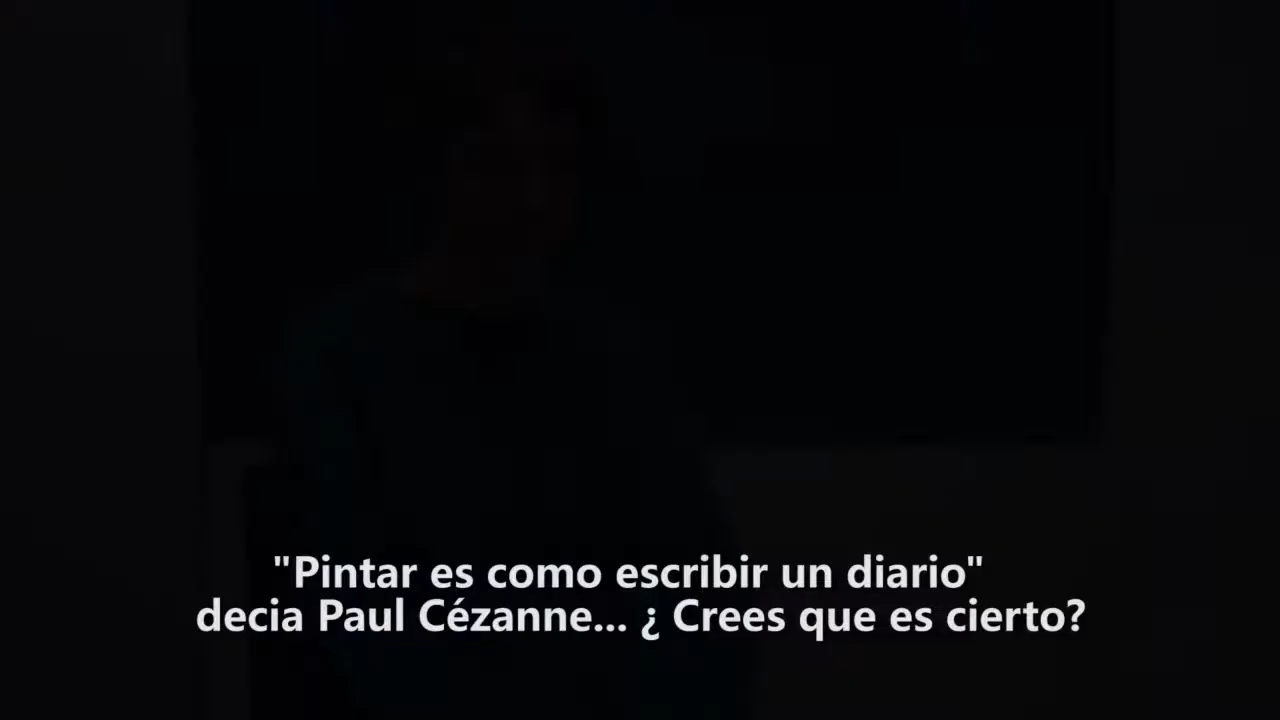 "Pintar es como escribir un diario"
decia Paul Cézanne... ¿ Crees que es cierto?